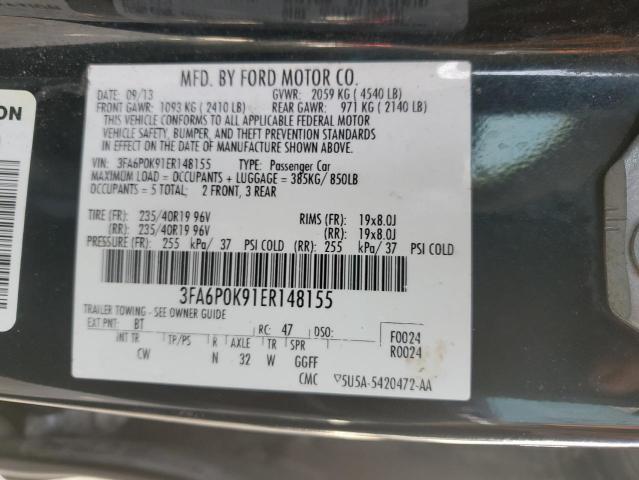 MFD. BY FORD MOTOR CO.
DATE: 09/13 GVWR: 2059 KG (4540 LB)
FRONT GAWR: 1093 KG (2410 LB) REAR GAWR: 971 KG (2140 LB)
THIS VEHICLE CONFORMS TO ALL APPLICABLE FEDERAL MOTOR
VEHICLE SAFETY, BUMPER, AND THEFT PREVENTION STANDARDS
IN EFFECT ON THE DATE OF MANUFACTURE SHOWN ABOVE.
VIN: 3FA6P0K91ER148155 TYPE: Passenger Car
MAXIMUM LOAD = OCCUPANTS + LUGGAGE = 385KG/ 850LB
OCCUPANTS = 5 TOTAL: 2 FRONT, 3 REAR
TIRE (FR): 235/40R19 96V RIMS (FR): 19x8.0J
(RR): 235/40R19 96V (RR): 19x8.0J
PRESSURE (FR): 255 kPa/ 37 PSI COLD (RR): 255 kPa/ 37 PSI COLD
3FA6P0K91ER148155
TRAILER TOWING - SEE OWNER GUIDE
EXT PNT: BT RC: 47 DSO: F0024
INT TR TP/PS R AXLE TR SPR R0024
CW N 32 W GGFF
CMC ▽5U5A-5420472-AA
ON